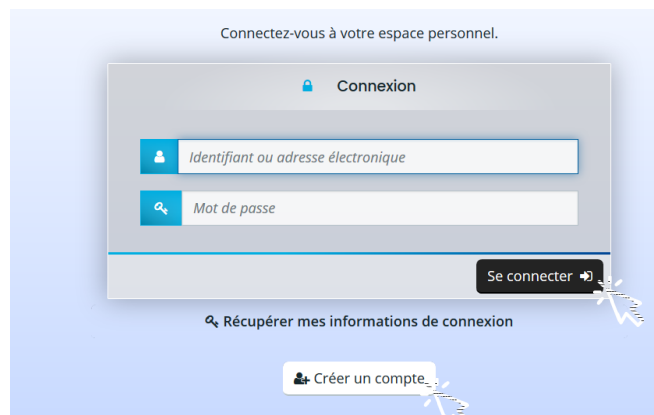 Connectez-vous à votre espace personnel.
Connexion
Identifiant ou adresse électronique
Mot de passe
Se connecter
Récupérer mes informations de connexion
Créer un compte